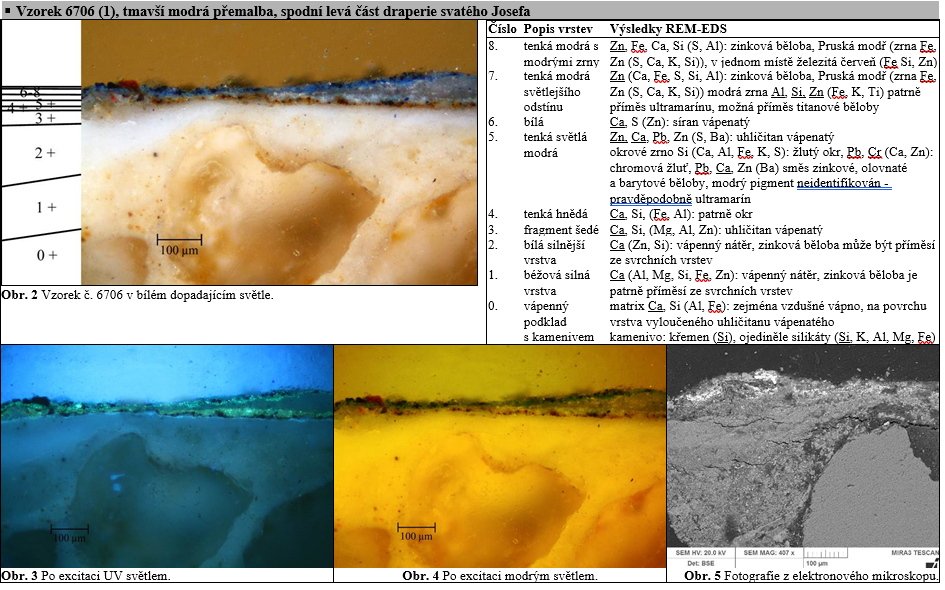 ▪ Vzorek 6706 (1), tmavší modrá přemalba, spodní levá část draperie svatého Josefa
6-8
5 +
4 +
3 +
2 +
1 +
0 +
100 µm
Obr. 2 Vzorek č. 6706 v bílém dopadajícím světle.
Číslo Popis vrstev Výsledky REM-EDS
8. tenká modrá s Zn, Fe, Ca, Si (S, Al): zinková běloba, Pruská modř (zrna Fe,
modrými zrny Zn (S, Ca, K, Si)), v jednom místě železitá červeň (Fe Si, Zn)
7. tenká modrá Zn (Ca, Fe, S, Si, Al): zinková běloba, Pruská modř (zrna Fe,
světlejšího Zn (S, Ca, K, Si)) modrá zrna Al, Si, Zn (Fe, K, Ti) patrně
odstínu příměs ultramarínu, možná příměs titanové běloby
6. bílá Ca, S (Zn): síran vápenatý
5. tenká světlá Zn, Ca, Pb, Zn (S, Ba): uhličitan vápenatý
modrá okrové zrno Si (Ca, Al, Fe, K, S): žlutý okr, Pb, Cr (Ca, Zn):
chromová žluť, Pb, Ca, Zn (Ba) směs zinkové, olovnaté
a barytové běloby, modrý pigment neidentifikován -
pravděpodobně ultramarín
4. tenká hnědá Ca, Si, (Fe, Al): patrně okr
3. fragment šedé Ca, Si, (Mg, Al, Zn): uhličitan vápenatý
2. bílá silnější Ca (Zn, Si): vápenný nátěr, zinková běloba může být příměsí
vrstva ze svrchních vrstev
1. béžová silná Ca (Al, Mg, Si, Fe, Zn): vápenný nátěr, zinková běloba je
vrstva patrně příměsí ze svrchních vrstev
0. vápenný matrix Ca, Si (Al, Fe): zejména vzdušné vápno, na povrchu
podklad vrstva vyloučeného uhličitanu vápenatého
s kamenivem kamenivo: křemen (Si), ojediněle silikáty (Si, K, Al, Mg, Fe)
100 µm
100 µm
SEM HV: 20.0 kV SEM MAG: 407 x MIRA3 TESCAN
Det: BSE 100 µm
Obr. 3 Po excitaci UV světlem.
Obr. 4 Po excitaci modrým světlem.
Obr. 5 Fotografie z elektronového mikroskopu.